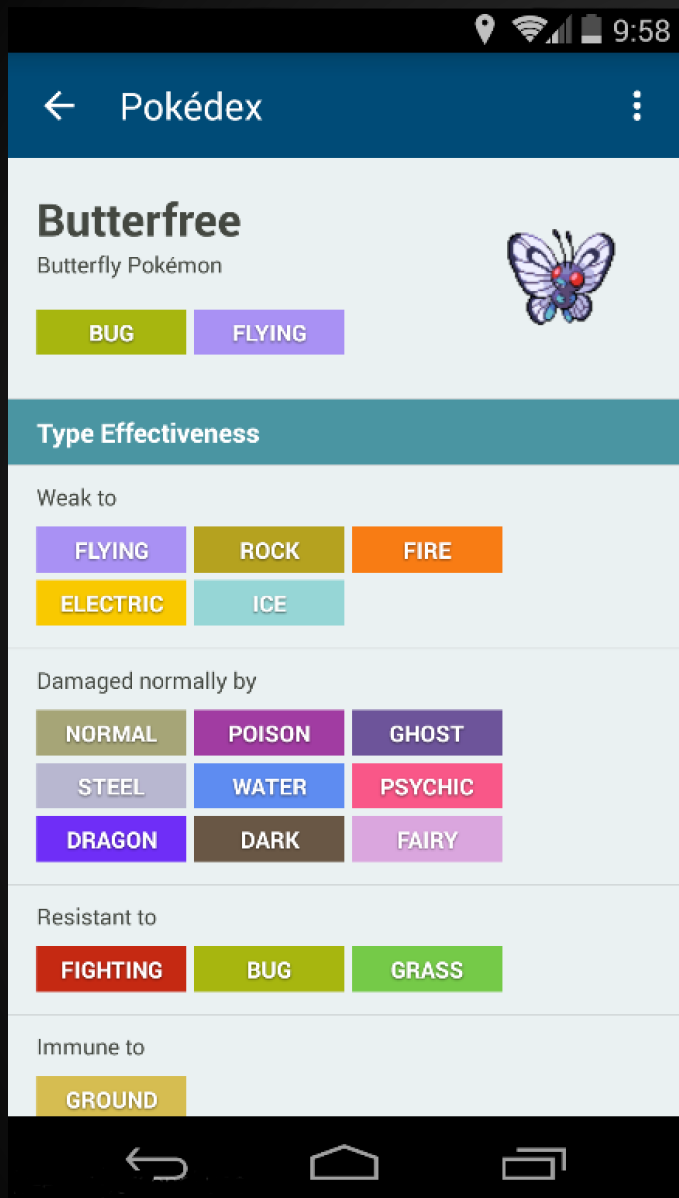 9:58
Pokédex
Butterfree
Butterfly Pokémon
BUG FLYING
Type Effectiveness
Weak to
FLYING ROCK FIRE
ELECTRIC ICE
Damaged normally by
NORMAL POISON GHOST
STEEL WATER PSYCHIC
DRAGON DARK FAIRY
Resistant to
FIGHTING BUG GRASS
Immune to
GROUND